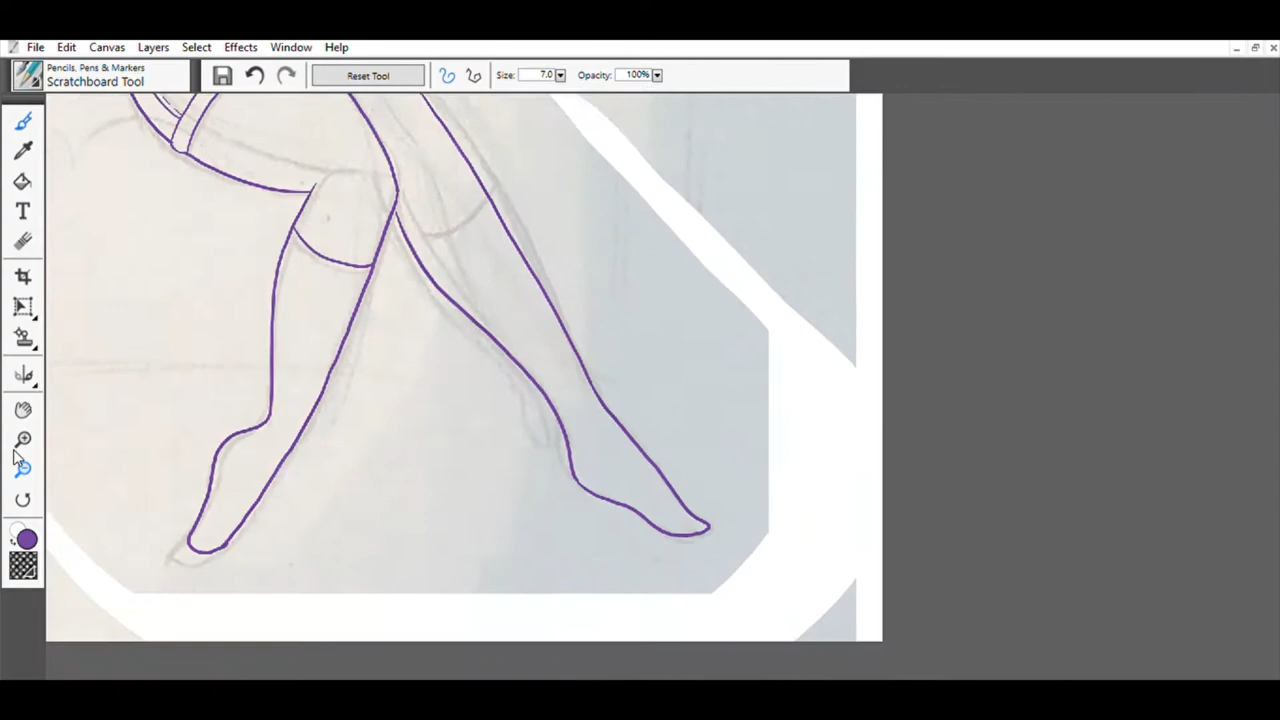 File Edit Canvas Layers Select Effects Window Help
Pencils, Pens & Markers
Scratchboard Tool
Reset Tool
Size: 7.0
Opacity: 100%
T